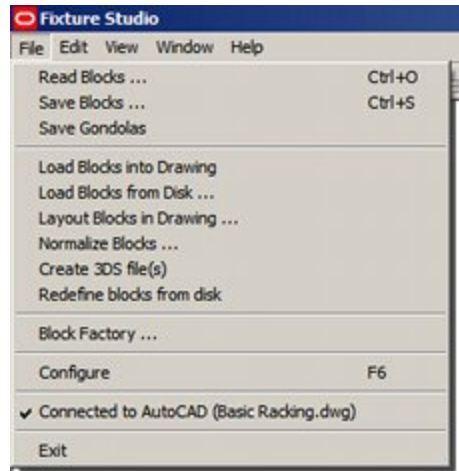 Fixture Studio
File Edit View Window Help
Read Blocks ... Ctrl+O
Save Blocks ... Ctrl+S
Save Gondolas
Load Blocks into Drawing
Load Blocks from Disk ...
Layout Blocks in Drawing ...
Normalize Blocks ...
Create 3DS file(s)
Redefine blocks from disk
Block Factory ...
Configure F6
Connected to AutoCAD (Basic Racking.dwg)
Exit